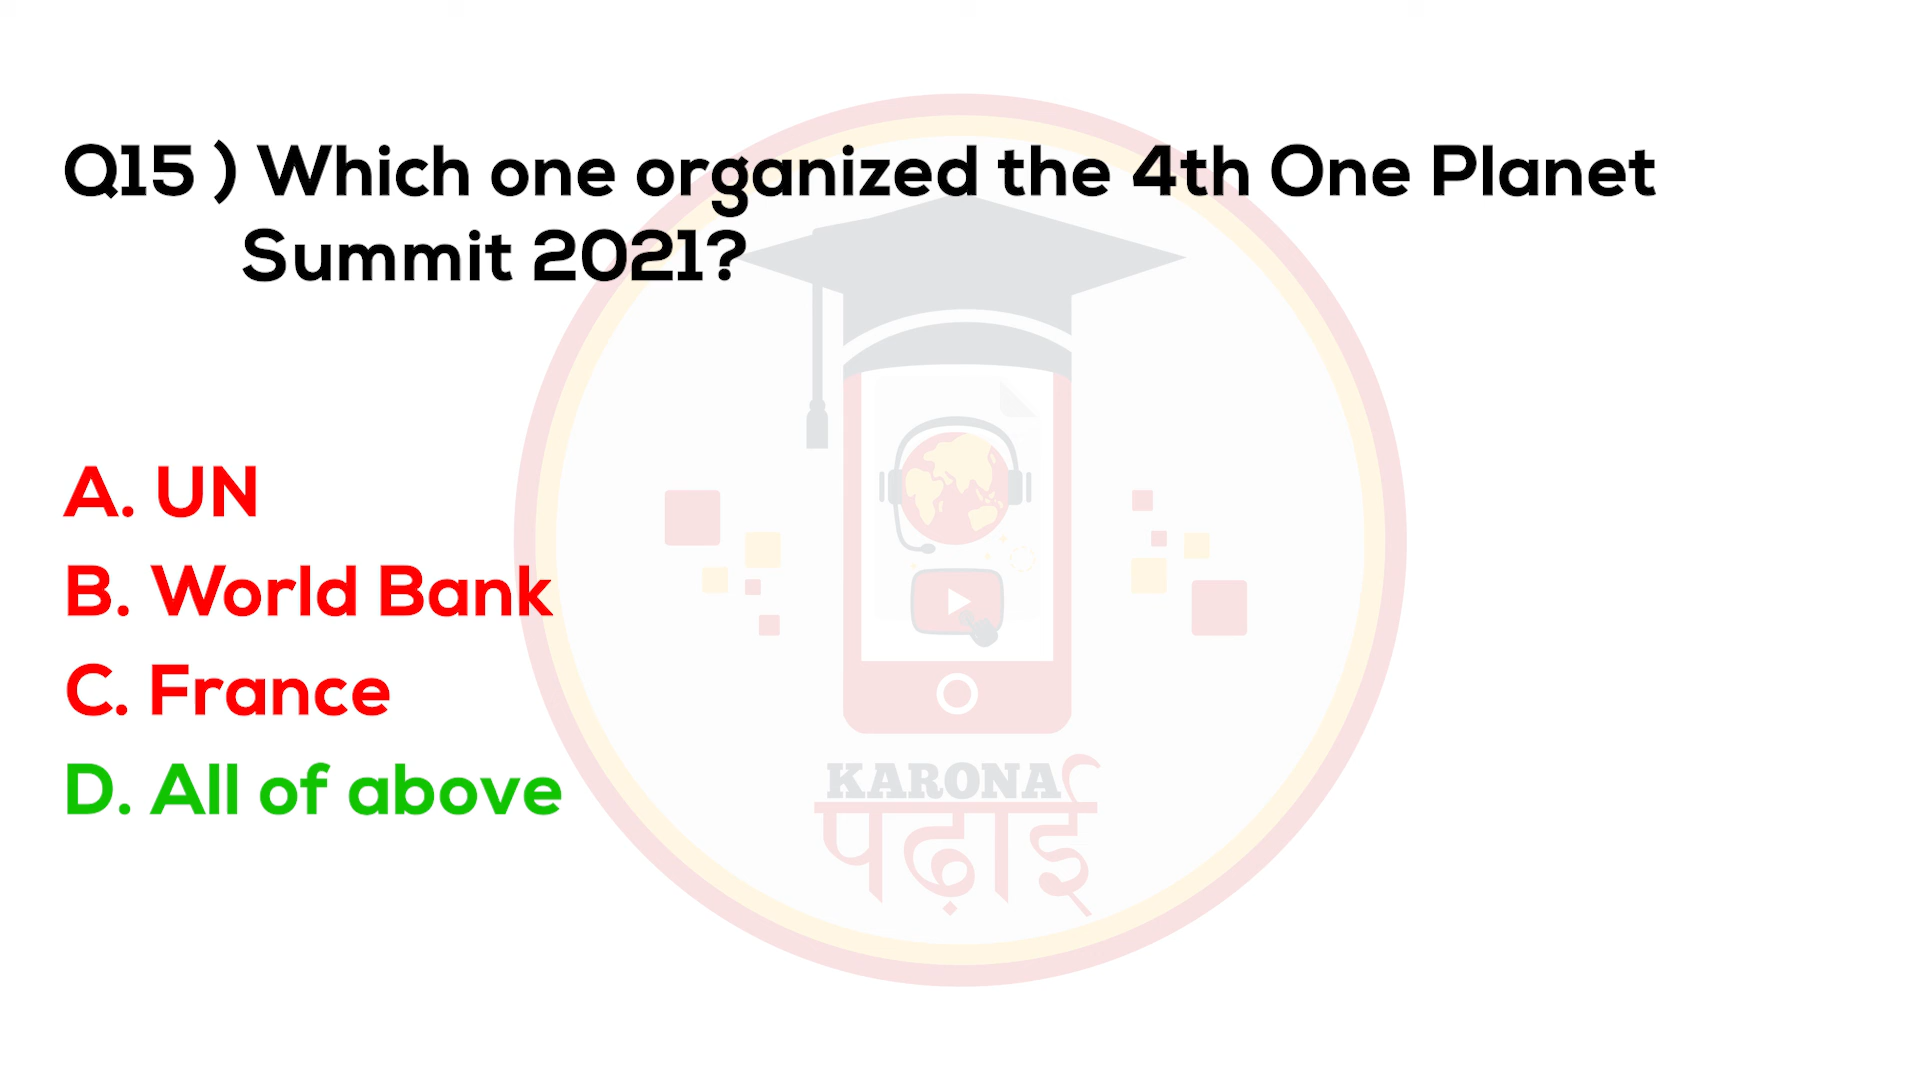 Q15 ) Which one organized the 4th One Planet
Summit 2021?
A. UN
B. World Bank
C. France
D. All of above
KARONA
पढ़ाई